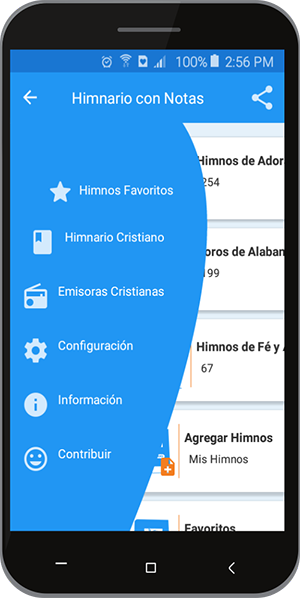 100% 2:56 PM
Himnario con Notas
Himnos de Ador
254
Himnos Favoritos
Himnario Cristiano
oros de Alaban
199
Emisoras Cristianas
Configuración
Himnos de Fé y
67
Información
Agregar Himnos
Mis Himnos
Contribuir
Favoritos